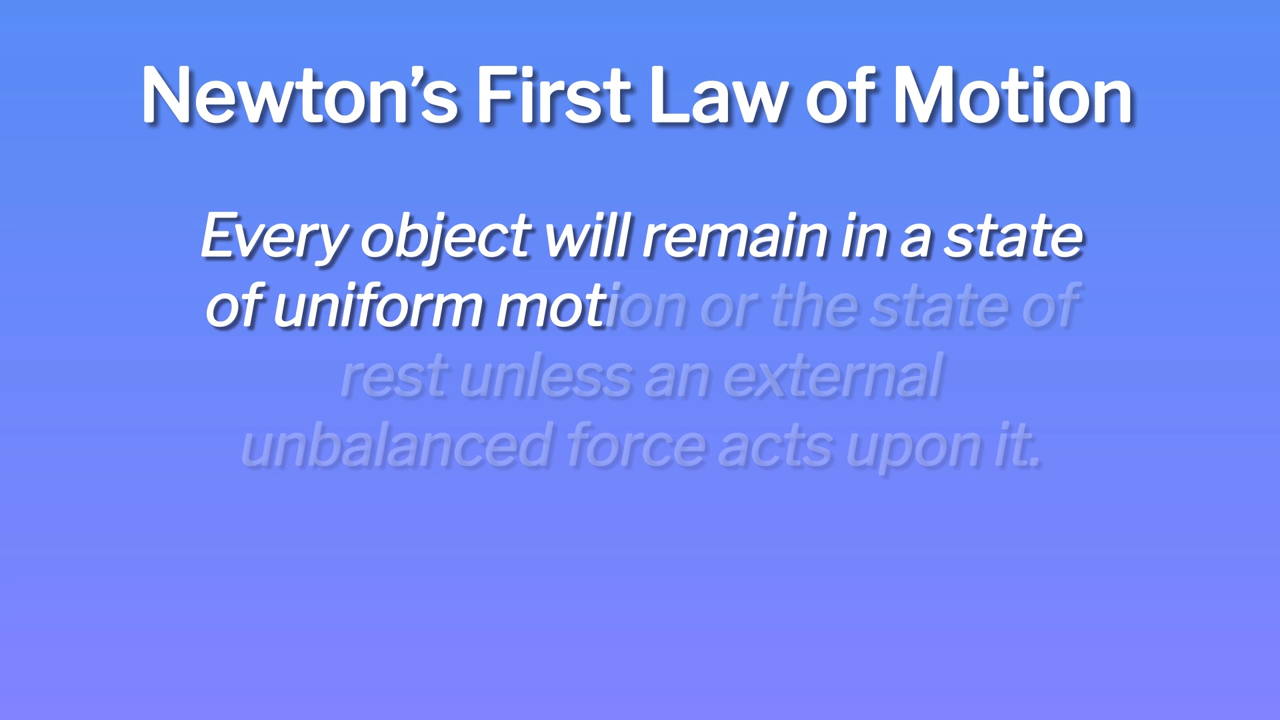 Newton’s First Law of Motion
Every object will remain in a state
of uniform motion or the state of
rest unless an external
unbalanced force acts upon it.